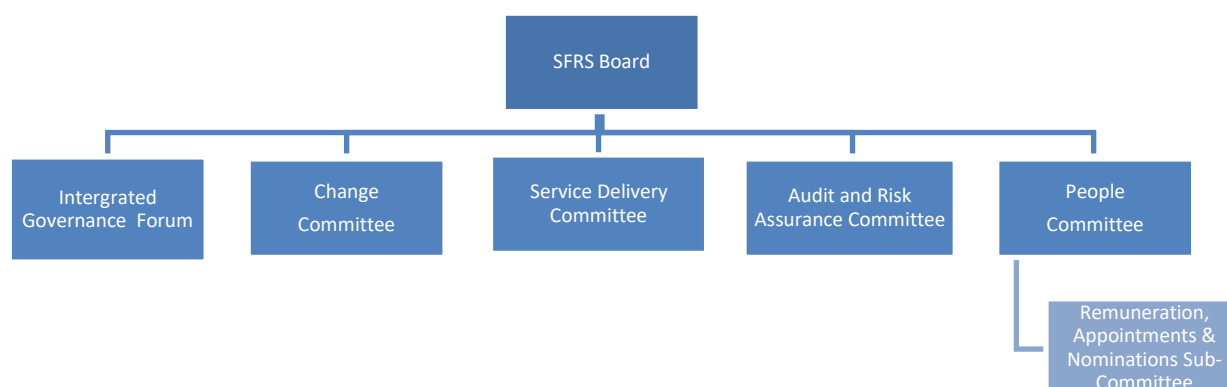 SFRS Board
Intergrated
Governance Forum
Change
Committee
Service Delivery
Committee
Audit and Risk
Assurance Committee
People
Committee
Remuneration,
Appointments &
Nominations Sub-
Committee